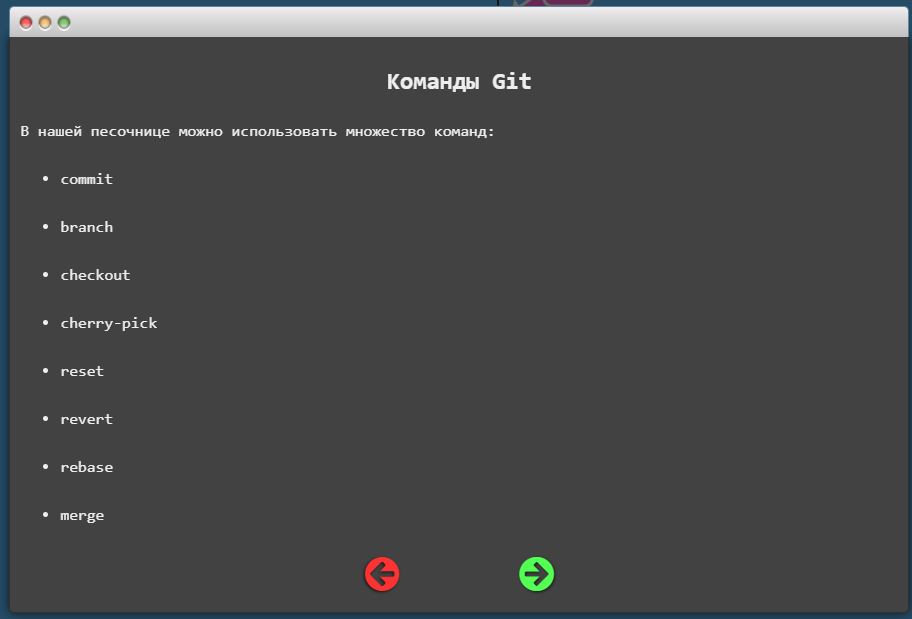 Команды Git
В нашей песочнице можно использовать множество команд:
• commit
• branch
• checkout
• cherry-pick
• reset
• revert
• rebase
• merge